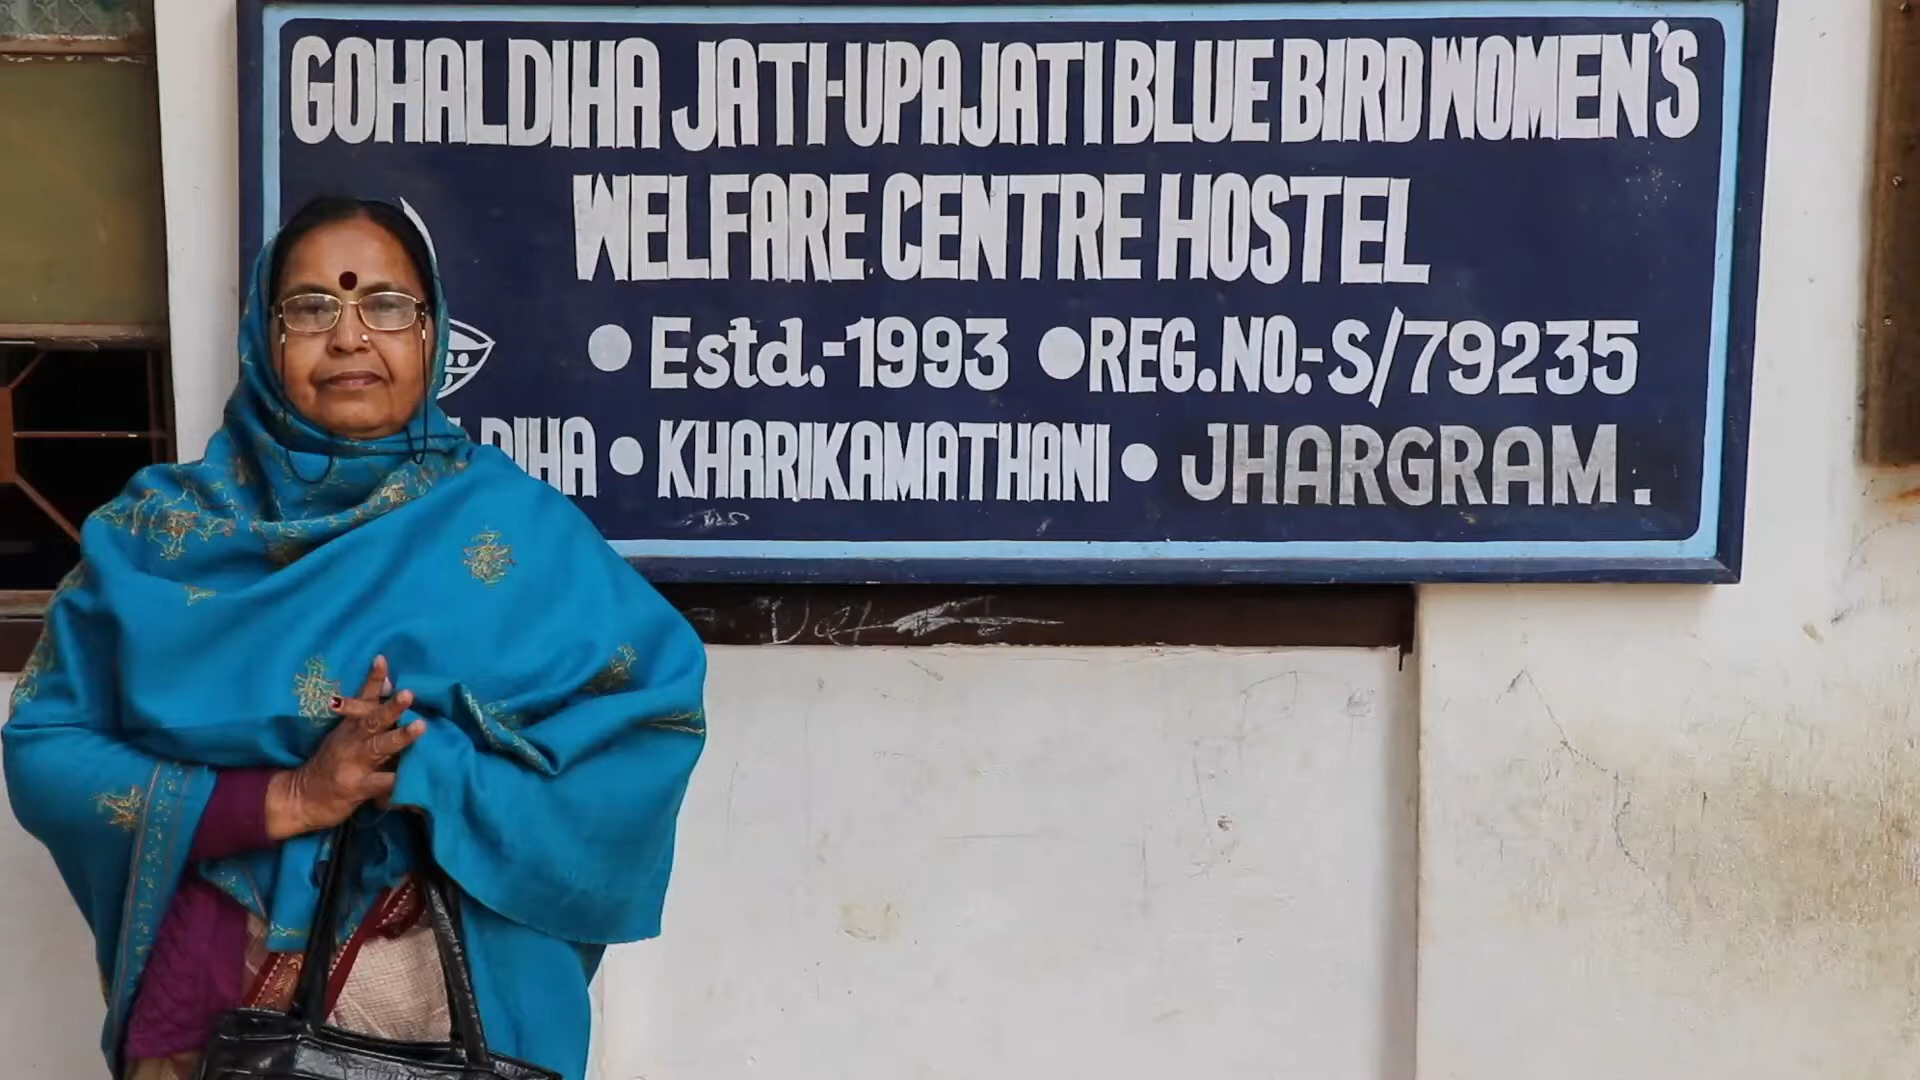 GOHALDIHA JATI-UPAJATI BLUE BIRD WOMEN'S
WELFARE CENTRE HOSTEL
• Estd.-1993 • REG.NO.-S/79235
DIHA • KHARIKAMATHANI • JHARGRAM.